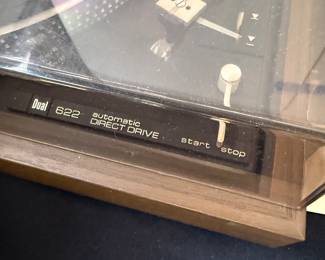 Dual 622 automatic
DIRECT DRIVE
start stop